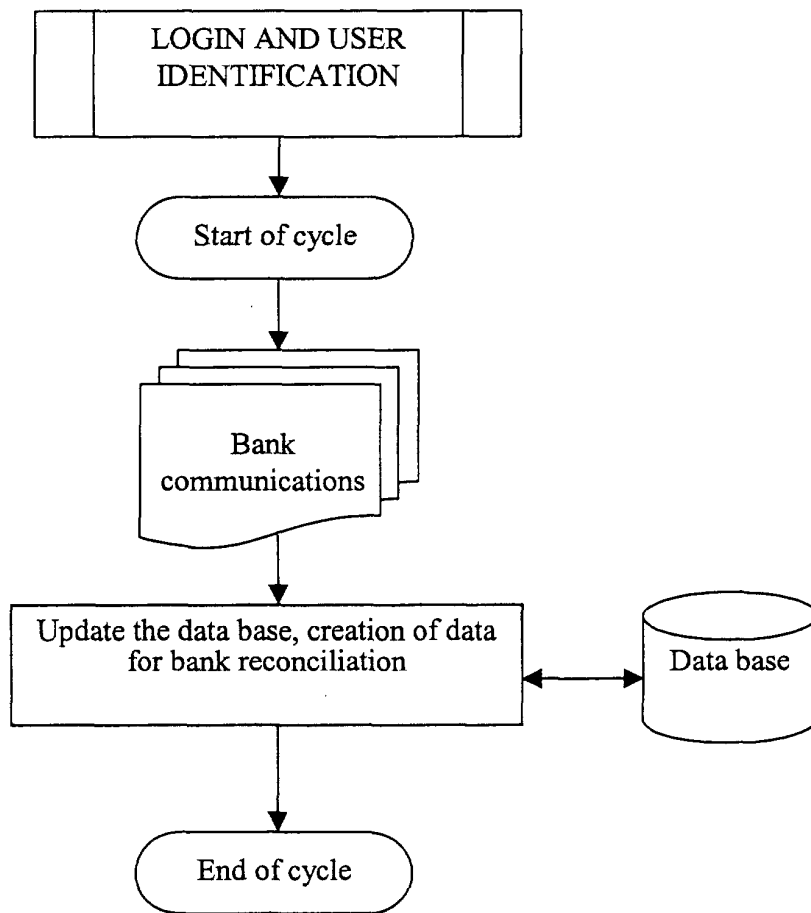 LOGIN AND USER
IDENTIFICATION
Start of cycle
Bank
communications
Update the data base, creation of data
for bank reconciliation
Data base
End of cycle